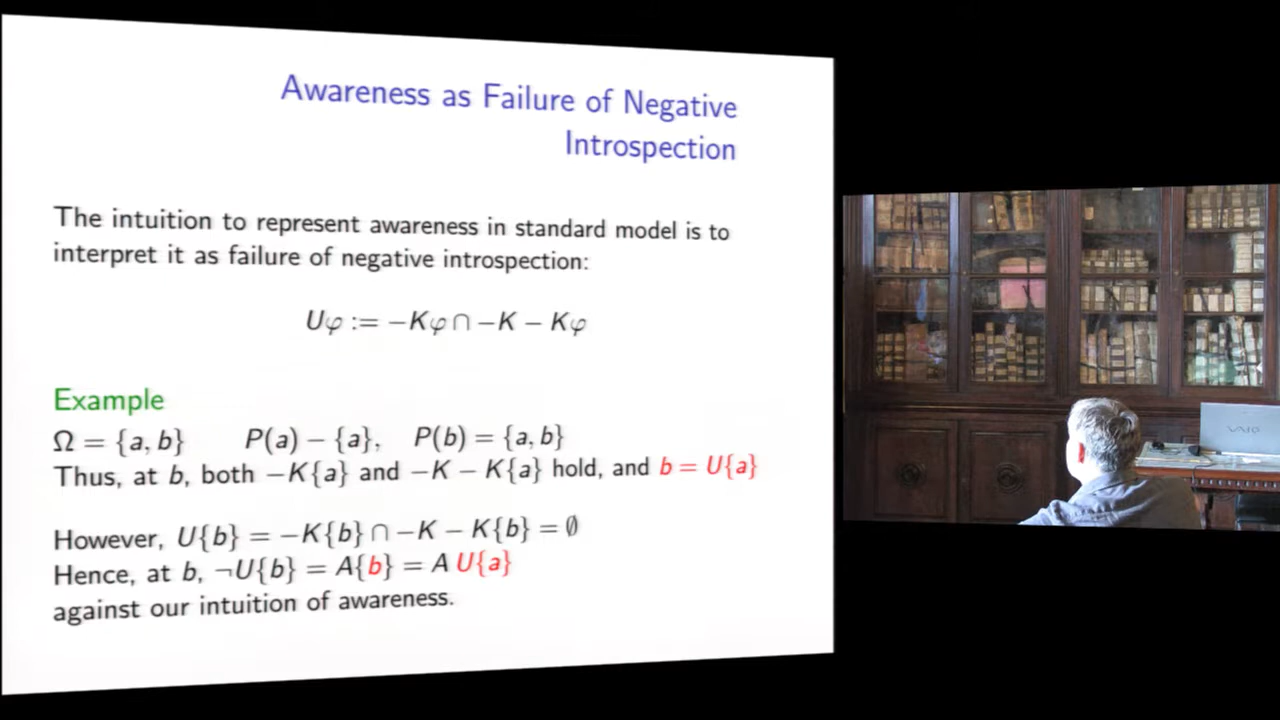 Awareness as Failure of Negative
Introspection
The intuition to represent awareness in standard model is to
interpret it as failure of negative introspection:
Uφ := −Kφ ∩ −K − Kφ
Example
Ω = {a, b} P(a) − {a}, P(b) = {a, b}
Thus, at b, both −K{a} and −K − K{a} hold, and b = U{a}
However, U{b} = −K{b} ∩ −K − K{b} = ∅
Hence, at b, ¬U{b} = A{b} = A U{a}
against our intuition of awareness.
VAIO